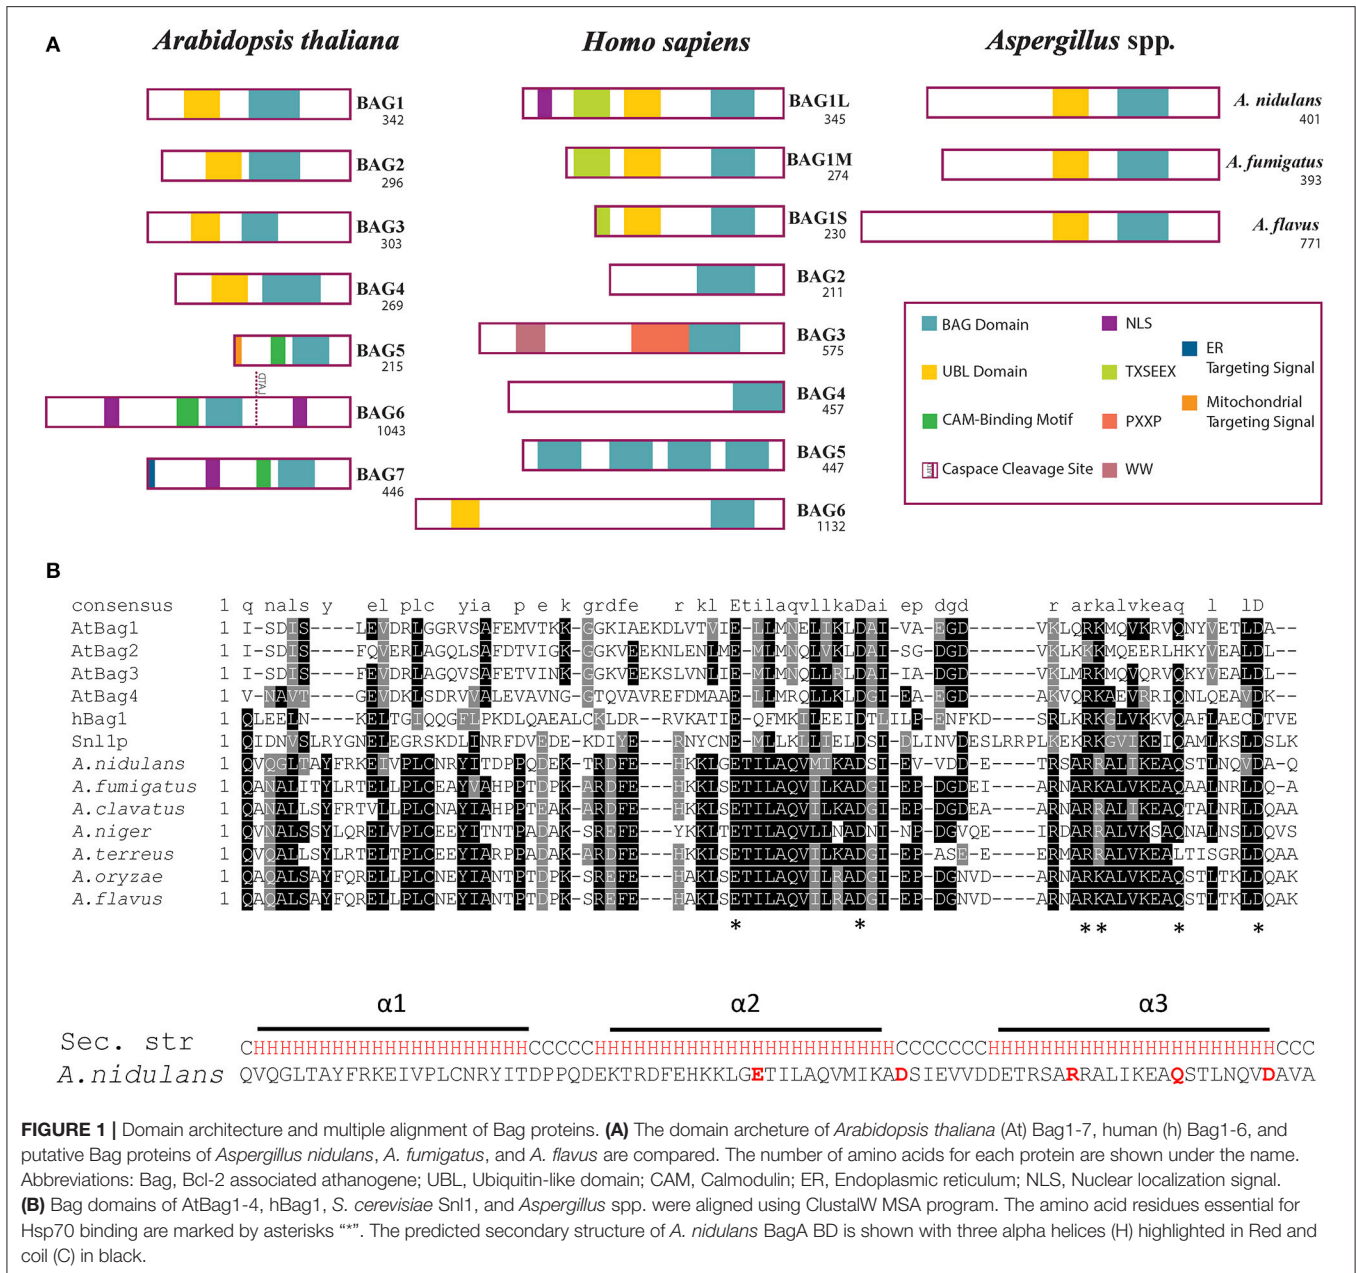 A
Arabidopsis thaliana
Homo sapiens
Aspergillus spp.
BAG1
342
BAG2
296
BAG3
303
BAG4
269
BAG5
215
BAG6
1043
BAG7
446
BAG1L
345
BAG1M
274
BAG1S
230
BAG2
211
BAG3
575
BAG4
457
BAG5
447
BAG6
1132
A. nidulans
401
A. fumigatus
393
A. flavus
771
BAG Domain
UBL Domain
CAM-Binding Motif
Caspace Cleavage Site
NLS
TXSEEX
PXXP
WW
ER
Targeting Signal
Mitochondrial
Targeting Signal
B
consensus 1 q nals y el plc yia p e k grdfe r kl EtilaqvllkaDai ep dgd r arkalvkeaq l lD
AtBag1 1 I-SDIS---LEVDRLGGRVSAFEMVTKK-GGKIAEKDLVTVIE-LLMNELIKLDAI-VA-EGD-----VKLQRKMQVKRVQNYVETLDA--
AtBag2 1 I-SDIS---FQVERLAGQLSAFDTVIGK-GGKVEEKNLENLME-MLMNQLVKLDAI-SG-DGD-----VKLKKKMQEERLHKYVEALDL--
AtBag3 1 I-SDIS---FEVDRLAGQVSAFETVINK-GGKVEEKSLVNLIE-MLMNQLLRLDAI-IA-DGD-----VKLMRKMQVQRVQKYVEALDL--
AtBag4 1 V-NAVT---GEVDKLSDRVVALEVAVNG-GTQVAVREFDMAAE-LLMRQLLKLDGI-EA-EGD-----AKVQRKAEVRRIQNLQEAVDK--
hBag1 1 QLEELN---KELTGIQQGFLPKDLQAEALCKLDR--RVKATIE-QFMKILEEIDTLILP-ENFKD----SRLKRKGLVKKVQAFLAECDTVE
Snl1p 1 QIDNVSLRYGNELEGRSKDLINRFDVEDE-KDIYE---RNYCNE-MLLKLLIELDSI-DLINVDESLRRPLKEKRKGVIKEIQAMLKSLDSLK
A.nidulans 1 QVQGLTAYFRKEIVPLCNRYITDPPQDEK-TRDFE---HKKLGETILAQVMIKADSI-EV-VDD-E----TRSARRALIKEAQSTLNQVDA-Q
A.fumigatus 1 QANALITYLRTELLPLCEAYVAHPPTDPK-ARDFE---HKKLSETILAQVILKADGI-EP-DGDEI----ARNARKALVKEAQAALNRLDQ-A
A.clavatus 1 QANALLSYFRTVLLPLCNAYIAHPPTEAK-ARDFE---HKKLSETILAQVILKADGI-EP-DGDEA----ARNARRALIKEAQTALNRLDQAA
A.niger 1 QVNALSSYLQRELVPLCEEYITNTPADAK-SREFE---YKKLTETILAQVLLNADNI-NP-DGVQE----IRDARRALVKSAQNALNSLDQVS
A.terreus 1 QVQALLSYLRTELTPLCEEYIARPPADAK-ARDFE---HKKLSETILAQVILKADGI-EP-ASE-E----ERMARRALVKEALTISGRLDQAA
A.oryzae 1 QAQALSAYFQRELLPLCNEYIANTPTDPK-SREFE---HAKLSETILAQVILKADGI-EP-DGNVD----ARNARKALVKEAQSTLTKLDQAK
A.flavus 1 QAQALSAYFQRELLPLCNEYIANTPTDPK-SREFE---HAKLSETILAQVILRADGI-EP-DGNVD----ARNARKALVKEAQSTLTKLDQAK
* * ** * *
α1 α2 α3
Sec. str CHHHHHHHHHHHHHHHHHHHHHCCCCCHHHHHHHHHHHHHHHHHHHHHHHCCCCCCCHHHHHHHHHHHHHHHHHHHHHHCCC
A.nidulans QVQGLTAYFRKEIVPLCNRYITDPPQDEKTRDFEHKKLGETILAQVMIKADSIEVVDDETRSARRALIKEAQSTLNQVDAVA
FIGURE 1 | Domain architecture and multiple alignment of Bag proteins. (A) The domain archeture of Arabidopsis thaliana (At) Bag1-7, human (h) Bag1-6, and
putative Bag proteins of Aspergillus nidulans, A. fumigatus, and A. flavus are compared. The number of amino acids for each protein are shown under the name.
Abbreviations: Bag, Bcl-2 associated athanogene; UBL, Ubiquitin-like domain; CAM, Calmodulin; ER, Endoplasmic reticulum; NLS, Nuclear localization signal.
(B) Bag domains of AtBag1-4, hBag1, S. cerevisiae Snl1, and Aspergillus spp. were aligned using ClustalW MSA program. The amino acid residues essential for
Hsp70 binding are marked by asterisks “*”. The predicted secondary structure of A. nidulans BagA BD is shown with three alpha helices (H) highlighted in Red and
coil (C) in black.